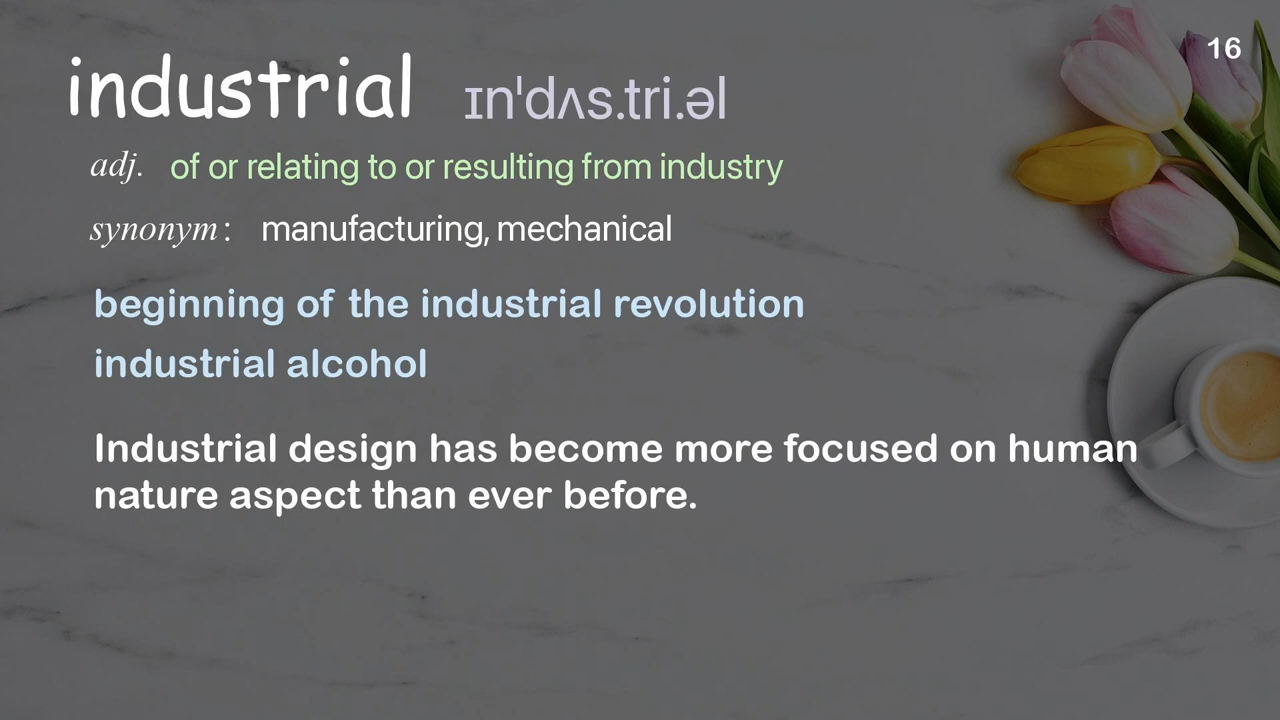 16
industrial ɪnˈdʌs.tri.əl
adj. of or relating to or resulting from industry
synonym: manufacturing, mechanical
beginning of the industrial revolution
industrial alcohol
Industrial design has become more focused on human
nature aspect than ever before.